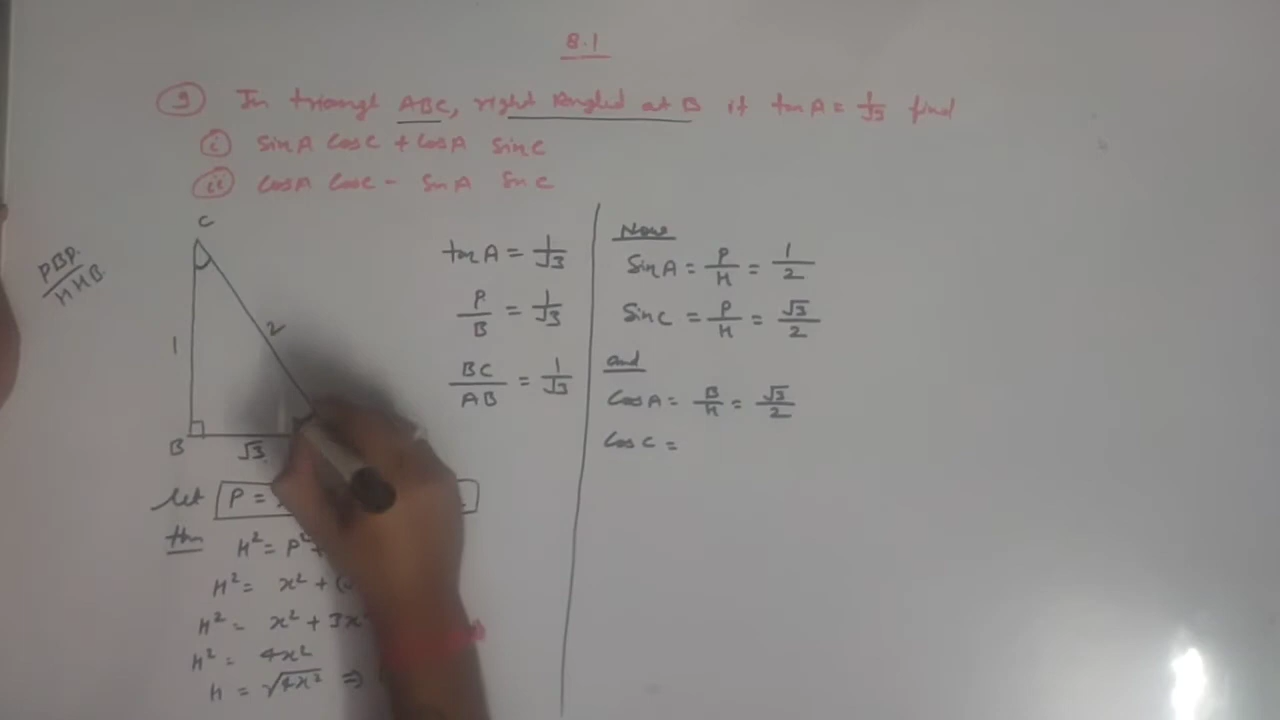 8.1
9 In triangl ABC, right Angled at B if tan A = 1/√3 find
i) sin A Cos C + Cos A Sin C
ii) Cos A Cos C - Sin A Sin C
PBP
HHB
C
1
2
B
√3
tan A = 1/√3
P/B = 1/√3
BC/AB = 1/√3
let P =
then H² = P² +
H² = x² + (
H² = x² + 3x²
H² = 4x²
H = √4x² ⇒
Now
Sin A = P/H = 1/2
Sin C = P/H = √3/2
and
Cos A = B/H = √3/2
Cos C =